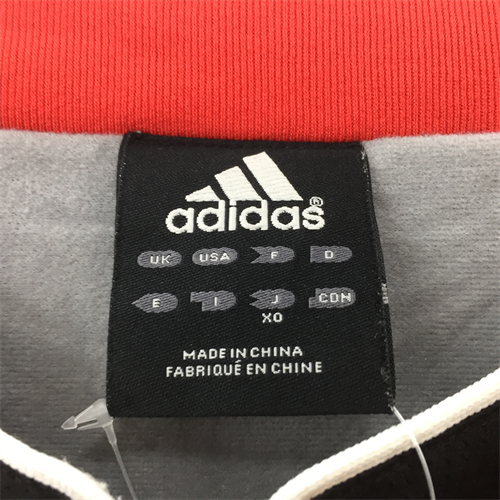 adidas®
UK USA F D
E I J CDN
XO
MADE IN CHINA
FABRIQUÉ EN CHINE